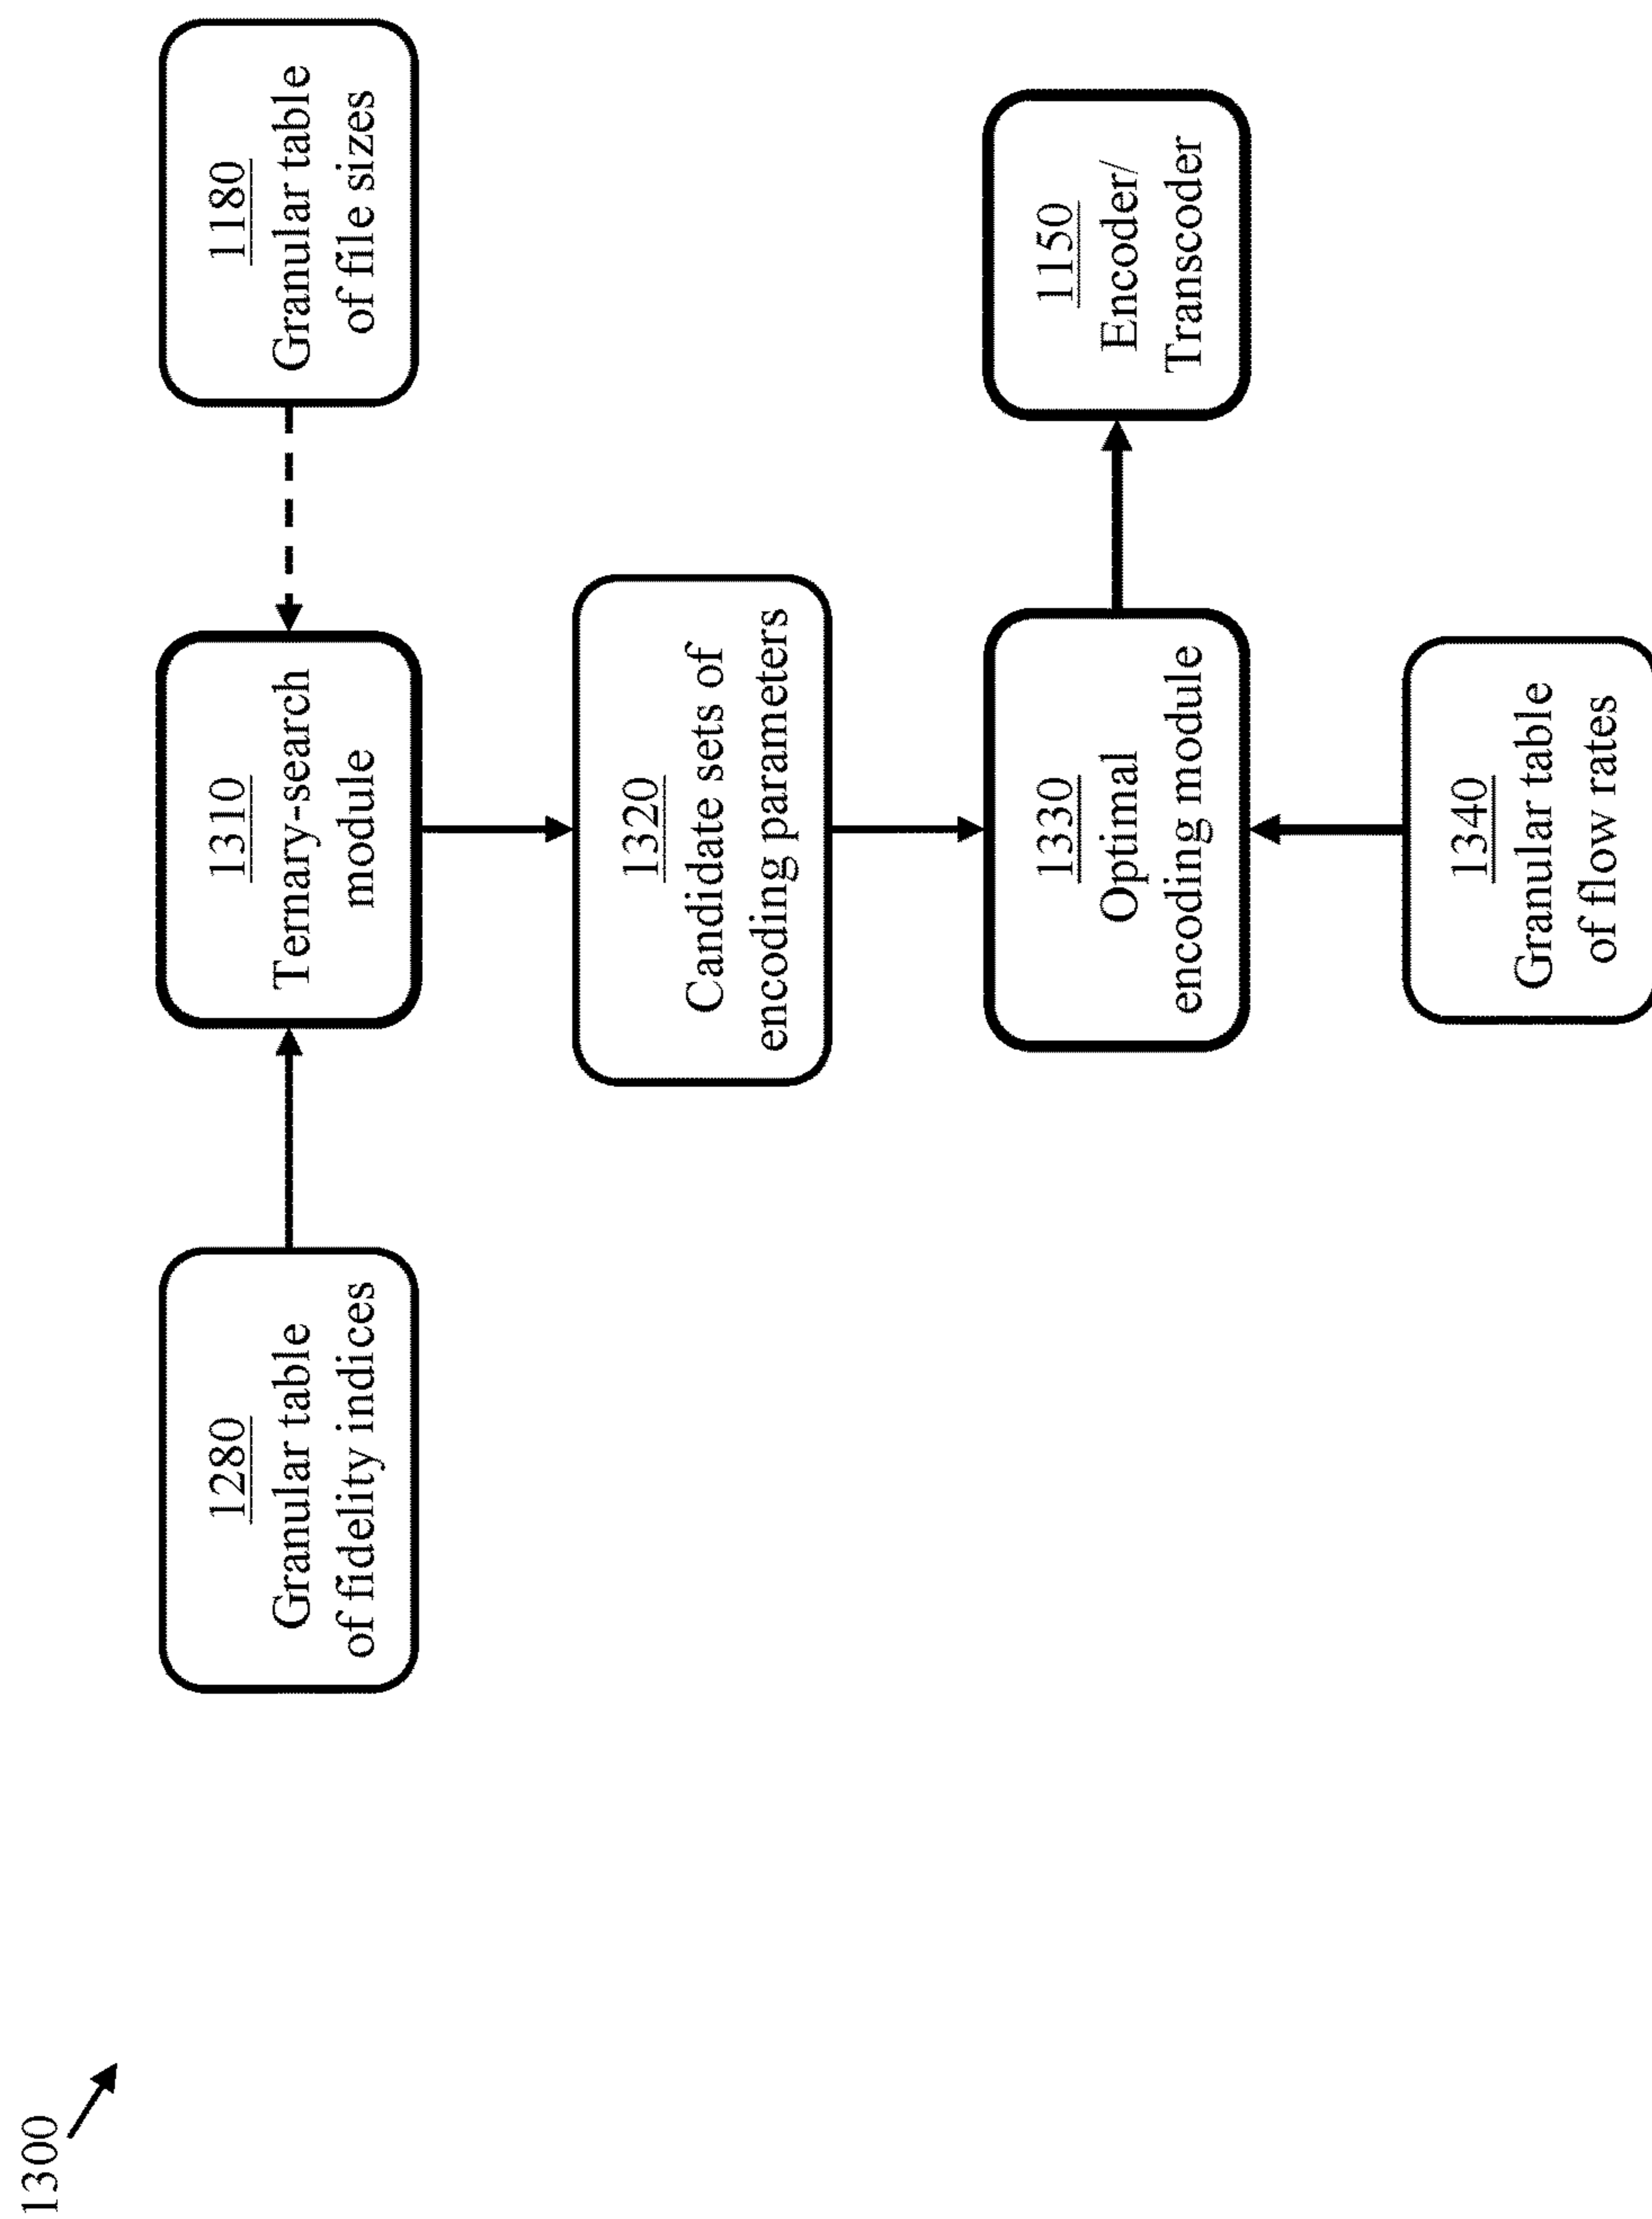 1300
1280
Granular table
of fidelity indices
1310
Ternary-search
module
1180
Granular table
of file sizes
1320
Candidate sets of
encoding parameters
1330
Optimal
encoding module
1150
Encoder/
Transcoder
1340
Granular table
of flow rates